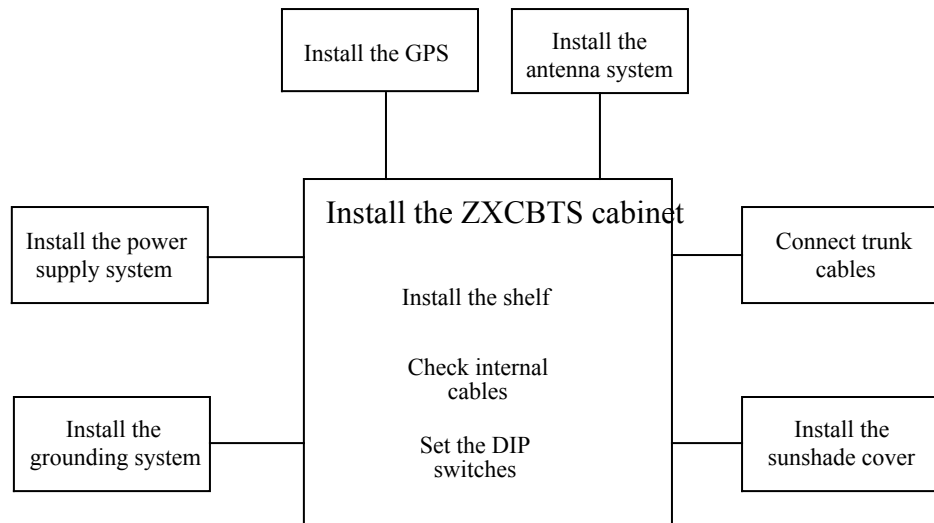 Install the GPS
Install the
antenna system
Install the ZXCBTS cabinet
Install the power
supply system
Connect trunk
cables
Install the shelf
Check internal
cables
Install the
grounding system
Set the DIP
switches
Install the
sunshade cover